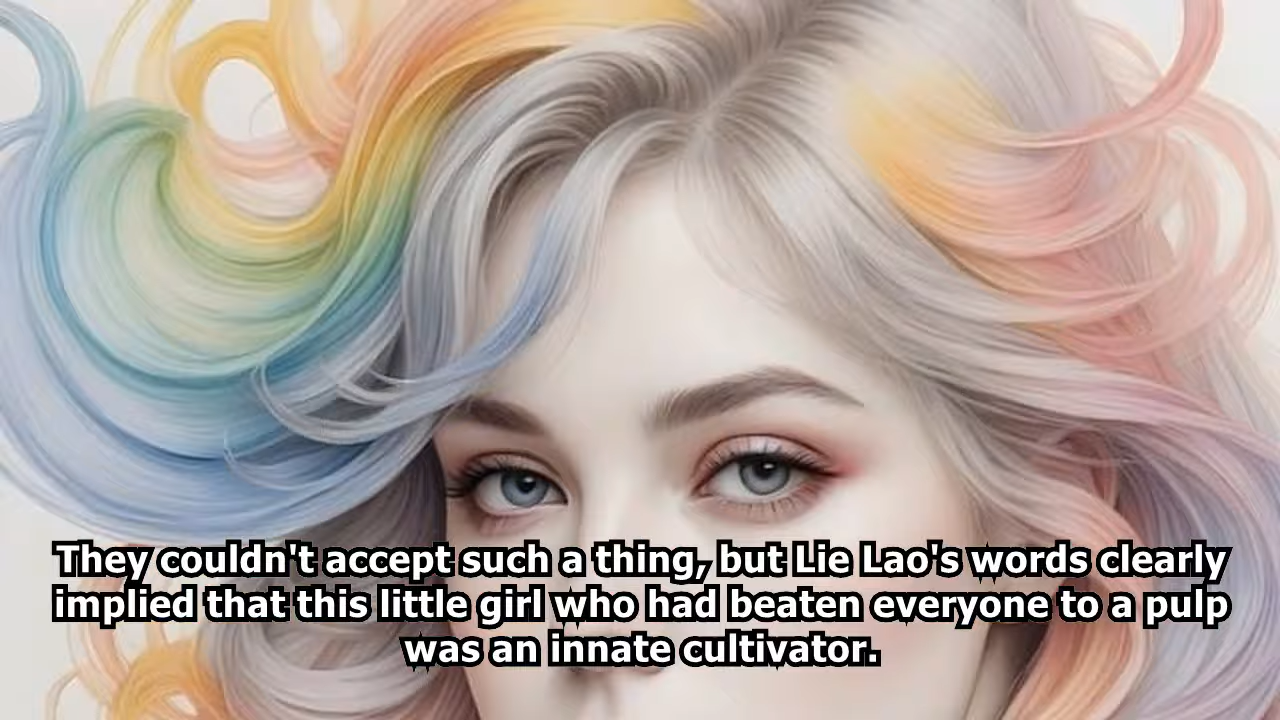 They couldn't accept such a thing, but Lie Lao's words clearly
implied that this little girl who had beaten everyone to a pulp
was an innate cultivator.